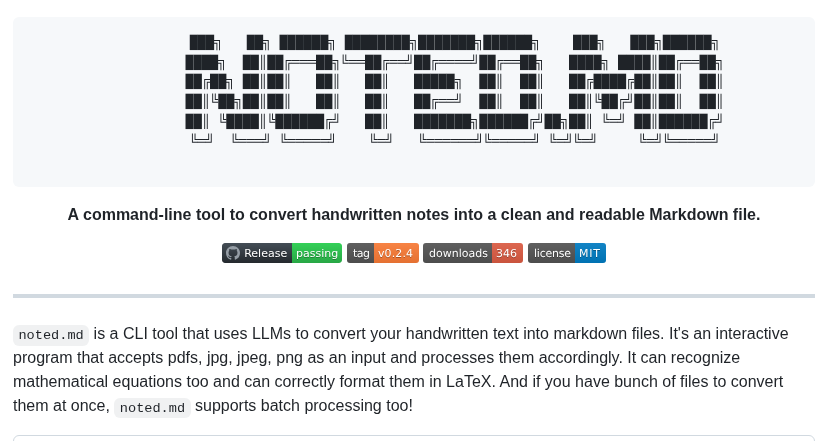 NOTED.MD
A command-line tool to convert handwritten notes into a clean and readable Markdown file.
Release passing tag v0.2.4 downloads 346 license MIT
noted.md is a CLI tool that uses LLMs to convert your handwritten text into markdown files. It's an interactive
program that accepts pdfs, jpg, jpeg, png as an input and processes them accordingly. It can recognize
mathematical equations too and can correctly format them in LaTeX. And if you have bunch of files to convert
them at once, noted.md supports batch processing too!